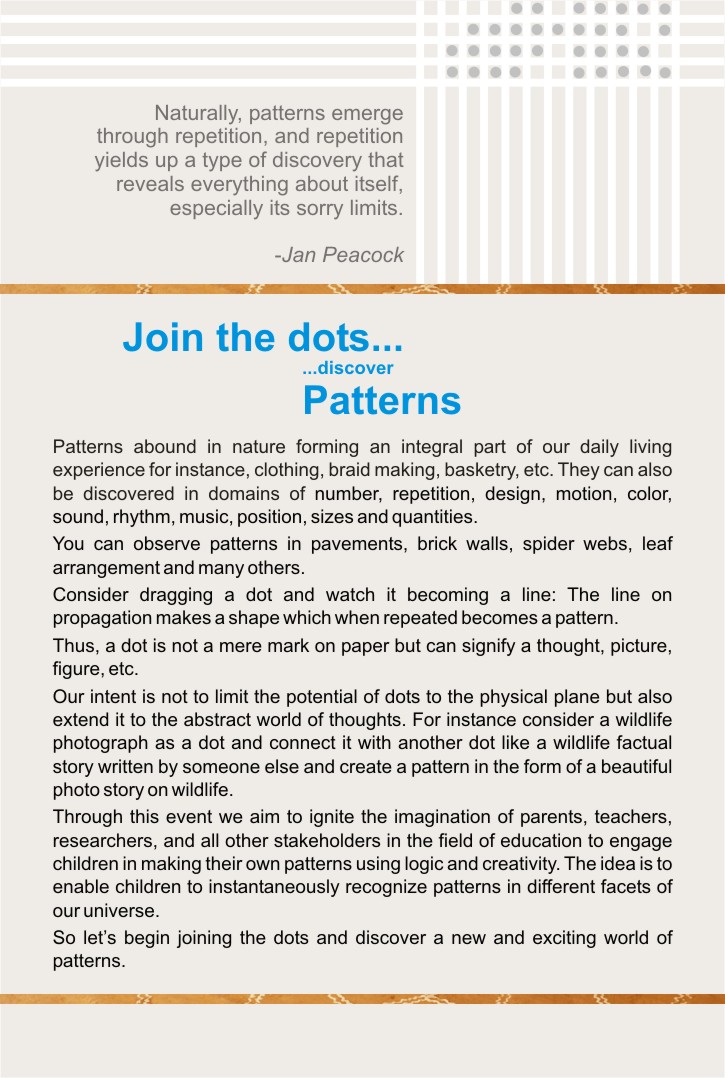 Naturally, patterns emerge
through repetition, and repetition
yields up a type of discovery that
reveals everything about itself,
especially its sorry limits.
-Jan Peacock
Join the dots...
...discover
Patterns
Patterns abound in nature forming an integral part of our daily living
experience for instance, clothing, braid making, basketry, etc. They can also
be discovered in domains of number, repetition, design, motion, color,
sound, rhythm, music, position, sizes and quantities.
You can observe patterns in pavements, brick walls, spider webs, leaf
arrangement and many others.
Consider dragging a dot and watch it becoming a line: The line on
propagation makes a shape which when repeated becomes a pattern.
Thus, a dot is not a mere mark on paper but can signify a thought, picture,
figure, etc.
Our intent is not to limit the potential of dots to the physical plane but also
extend it to the abstract world of thoughts. For instance consider a wildlife
photograph as a dot and connect it with another dot like a wildlife factual
story written by someone else and create a pattern in the form of a beautiful
photo story on wildlife.
Through this event we aim to ignite the imagination of parents, teachers,
researchers, and all other stakeholders in the field of education to engage
children in making their own patterns using logic and creativity. The idea is to
enable children to instantaneously recognize patterns in different facets of
our universe.
So let’s begin joining the dots and discover a new and exciting world of
patterns.